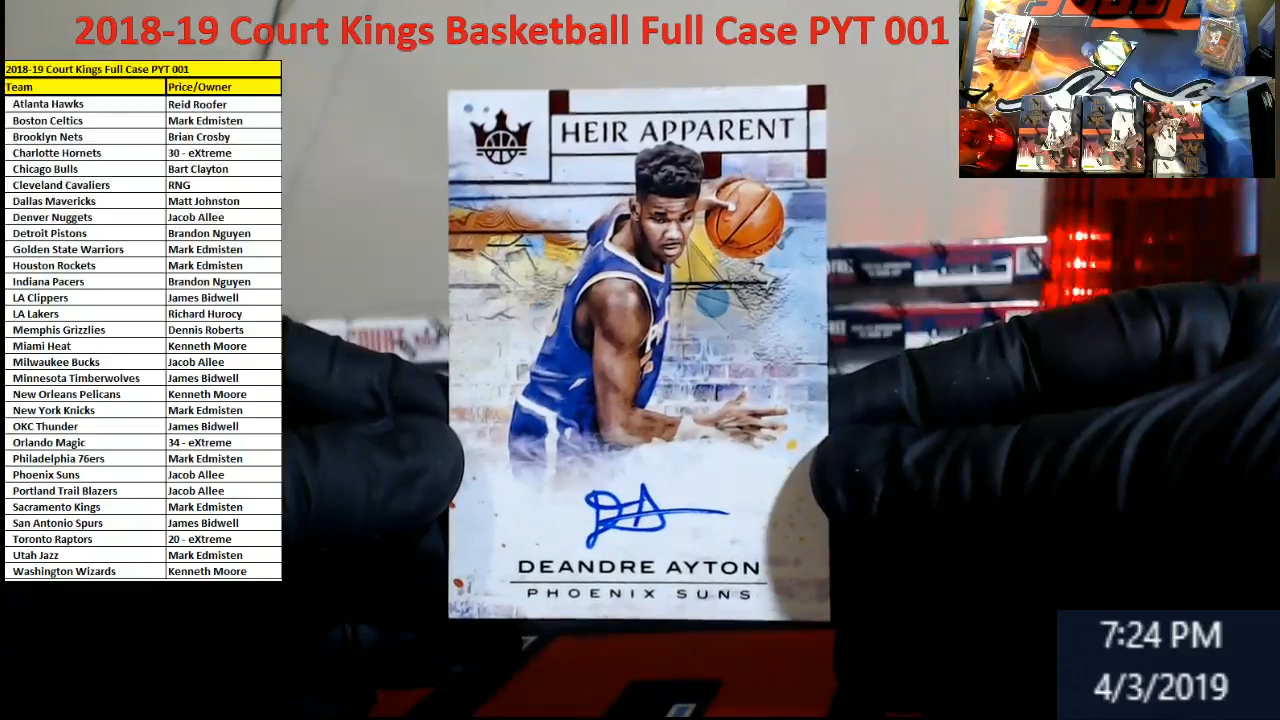 2018-19 Court Kings Basketball Full Case PYT 001
2018-19 Court Kings Full Case PYT 001
Team Price/Owner
Atlanta Hawks Reid Roofer
Boston Celtics Mark Edmisten
Brooklyn Nets Brian Crosby
Charlotte Hornets 30 - eXtreme
Chicago Bulls Bart Clayton
Cleveland Cavaliers RNG
Dallas Mavericks Matt Johnston
Denver Nuggets Jacob Allee
Detroit Pistons Brandon Nguyen
Golden State Warriors Mark Edmisten
Houston Rockets Mark Edmisten
Indiana Pacers Brandon Nguyen
LA Clippers James Bidwell
LA Lakers Richard Hurocy
Memphis Grizzlies Dennis Roberts
Miami Heat Kenneth Moore
Milwaukee Bucks Jacob Allee
Minnesota Timberwolves James Bidwell
New Orleans Pelicans Kenneth Moore
New York Knicks Mark Edmisten
OKC Thunder James Bidwell
Orlando Magic 34 - eXtreme
Philadelphia 76ers Mark Edmisten
Phoenix Suns Jacob Allee
Portland Trail Blazers Jacob Allee
Sacramento Kings Mark Edmisten
San Antonio Spurs James Bidwell
Toronto Raptors 20 - eXtreme
Utah Jazz Mark Edmisten
Washington Wizards Kenneth Moore
HEIR APPARENT
DEANDRE AYTON
PHOENIX SUNS
7:24 PM
4/3/2019